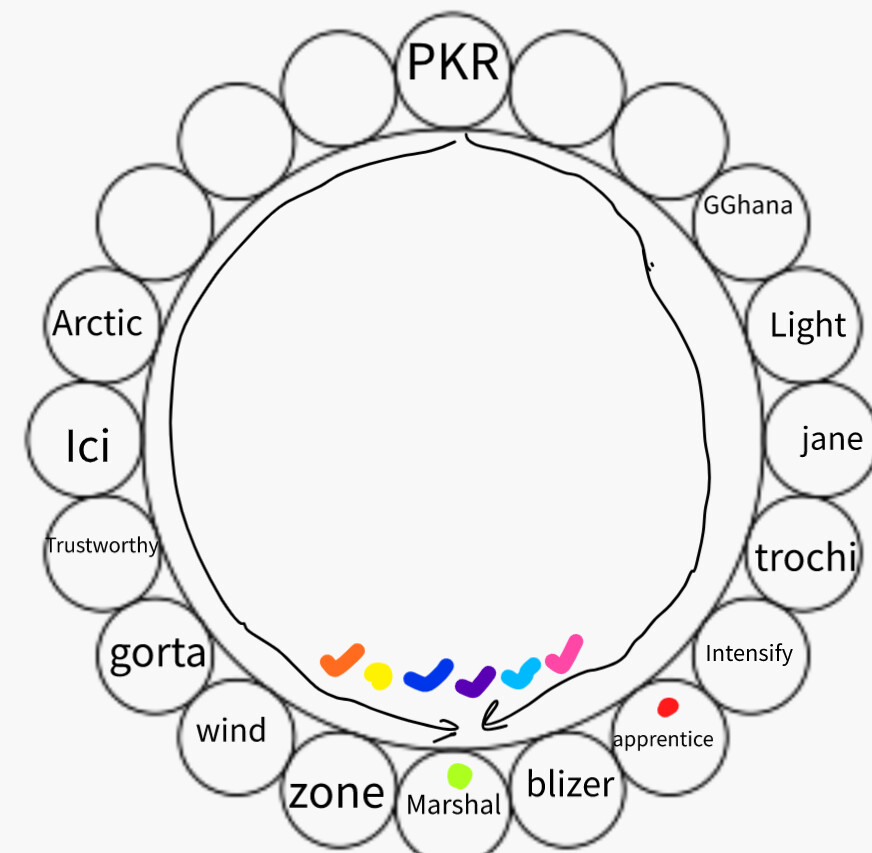 PKR
GGhana
Arctic
Light
Ici
jane
Trustworthy
trochi
gorta
Intensify
wind
apprentice
zone
Marshal
blizer